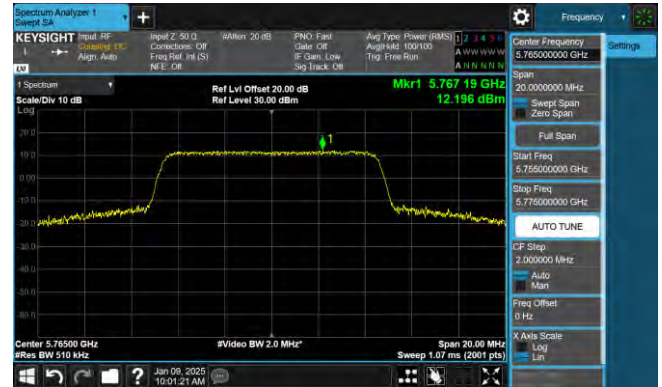 Spectrum Analyzer 1
Swept SA
+
Frequency
KEYSIGHT
Input: RF
Coupling: DC
Align: Auto
Input Z: 50 Ω
Corrections: Off
Freq Ref: Int (S)
NFE: Off
#Atten: 20 dB
PNO: Fast
Gate: Off
IF Gain: Low
Sig Track: Off
Avg Type: Power (RMS)
Avg|Hold: 100/100
Trig: Free Run
1 2 3 4 5 6
A W W W W W
A N N N N N
1 Spectrum
Scale/Div 10 dB
Log
Ref Lvl Offset 20.00 dB
Ref Level 30.00 dBm
Mkr1 5.767 19 GHz
12.196 dBm
20.0
10.0
0.00
-10.0
-20.0
-30.0
-40.0
-50.0
-60.0
1
Center 5.76500 GHz
#Res BW 510 kHz
#Video BW 2.0 MHz*
Span 20.00 MHz
Sweep 1.07 ms (2001 pts)
Center Frequency
5.765000000 GHz
Settings
Span
20.0000000 MHz
Swept Span
Zero Span
Full Span
Start Freq
5.755000000 GHz
Stop Freq
5.775000000 GHz
AUTO TUNE
CF Step
2.000000 MHz
Auto
Man
Freq Offset
0 Hz
X Axis Scale
Log
Lin
?
Jan 09, 2025
10:01:21 AM